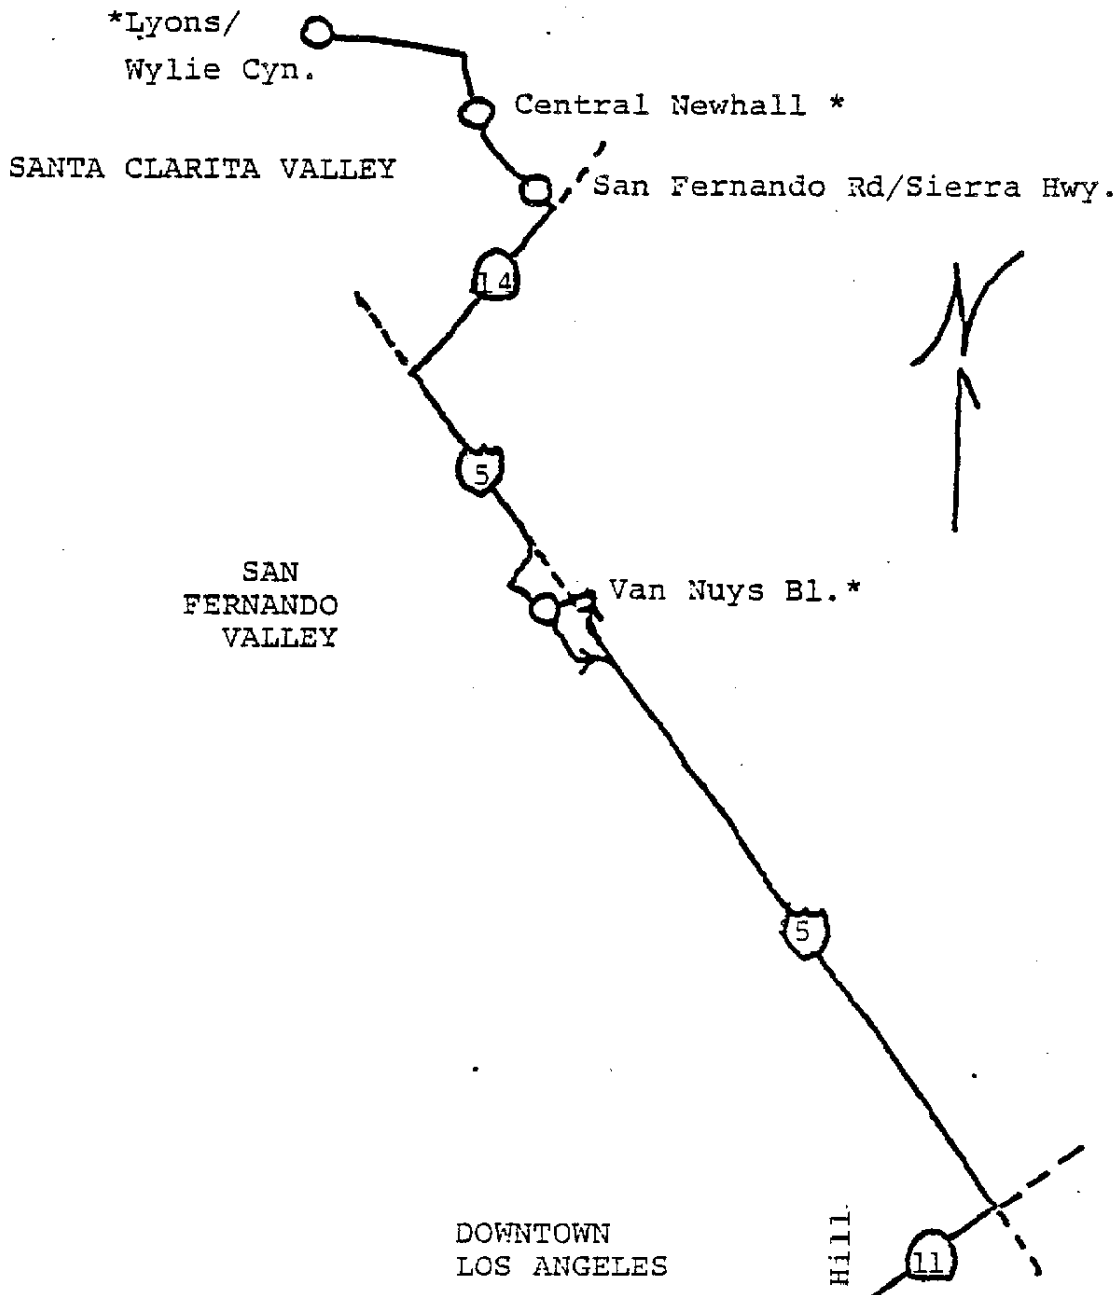 *Lyons/
Wylie Cyn.
Central Newhall *
SANTA CLARITA VALLEY
San Fernando Rd/Sierra Hwy.
14
5
SAN
FERNANDO
VALLEY
Van Nuys Bl.*
5
DOWNTOWN
LOS ANGELES
Hill
11